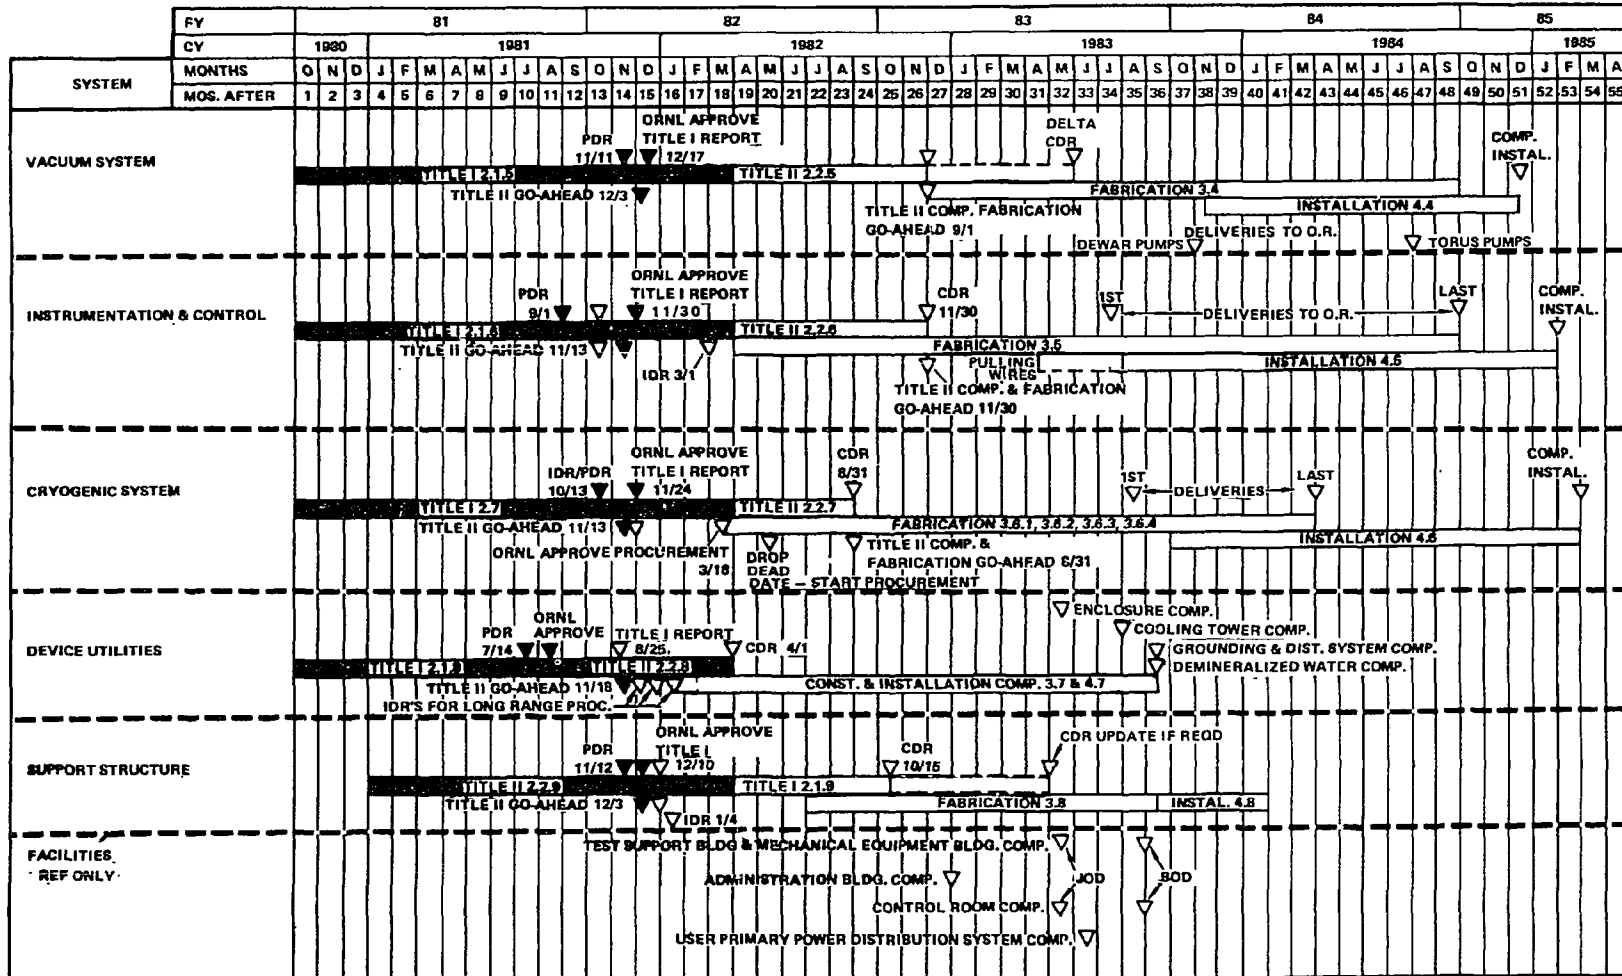 FY 81 82 83 84 85
CY 1980 1981 1982 1983 1984 1985
SYSTEM
MONTHS O N D J F M A M J J A S O N D J F M A M J J A S O N D J F M A M J J A S O N D J F M A M J J A S O N D J F M A
MOS. AFTER 1 2 3 4 5 6 7 8 9 10 11 12 13 14 15 16 17 18 19 20 21 22 23 24 25 26 27 28 29 30 31 32 33 34 35 36 37 38 39 40 41 42 43 44 45 46 47 48 49 50 51 52 53 54 55
VACUUM SYSTEM
PDR 11/11
ORNL APPROVE
TITLE I REPORT
12/17
DELTA
CDR
COMP.
INSTAL.
TITLE I 2.1.5
TITLE II 2.2.5
TITLE II GO-AHEAD 12/3
FABRICATION 3.4
INSTALLATION 4.4
TITLE II COMP. FABRICATION
GO-AHEAD 9/1
DELIVERIES TO O.R.
DEWAR PUMPS
TORUS PUMPS
INSTRUMENTATION & CONTROL
PDR
9/1
ORNL APPROVE
TITLE I REPORT
11/30
CDR
11/30
1ST
DELIVERIES TO O.R.
LAST
COMP.
INSTAL.
TITLE I 2.1.6
TITLE II 2.2.6
TITLE II GO-AHEAD 11/13
FABRICATION 3.5
IDR 3/1
PULLING
WIRES
INSTALLATION 4.5
TITLE II COMP. & FABRICATION
GO-AHEAD 11/30
CRYOGENIC SYSTEM
IDR/PDR
10/13
ORNL APPROVE
TITLE I REPORT
11/24
CDR
8/31
1ST
DELIVERIES
LAST
COMP.
INSTAL.
TITLE I 2.7
TITLE II 2.2.7
TITLE II GO-AHEAD 11/13
FABRICATION 3.6.1, 3.6.2, 3.6.3, 3.6.4
INSTALLATION 4.6
ORNL APPROVE PROCUREMENT
3/18
DROP
DEAD
DATE – START PROCUREMENT
TITLE II COMP. &
FABRICATION GO-AHEAD 8/31
DEVICE UTILITIES
PDR
7/14
ORNL
APPROVE
TITLE I REPORT
8/25
CDR 4/1
ENCLOSURE COMP.
COOLING TOWER COMP.
GROUNDING & DIST. SYSTEM COMP.
DEMINERALIZED WATER COMP.
TITLE I 2.1.8
TITLE II 2.2.8
TITLE II GO-AHEAD 11/18
CONST. & INSTALLATION COMP. 3.7 & 4.7
IDR'S FOR LONG RANGE PROC.
SUPPORT STRUCTURE
PDR
11/12
ORNL APPROVE
TITLE I
12/10
CDR
10/15
CDR UPDATE IF REQD
TITLE II 2.2.9
TITLE I 2.1.9
TITLE II GO-AHEAD 12/3
FABRICATION 3.8
INSTAL. 4.8
IDR 1/4
FACILITIES
REF ONLY
TEST SUPPORT BLDG & MECHANICAL EQUIPMENT BLDG. COMP.
ADMINISTRATION BLDG. COMP.
JOD
BOD
CONTROL ROOM COMP.
USER PRIMARY POWER DISTRIBUTION SYSTEM COMP.